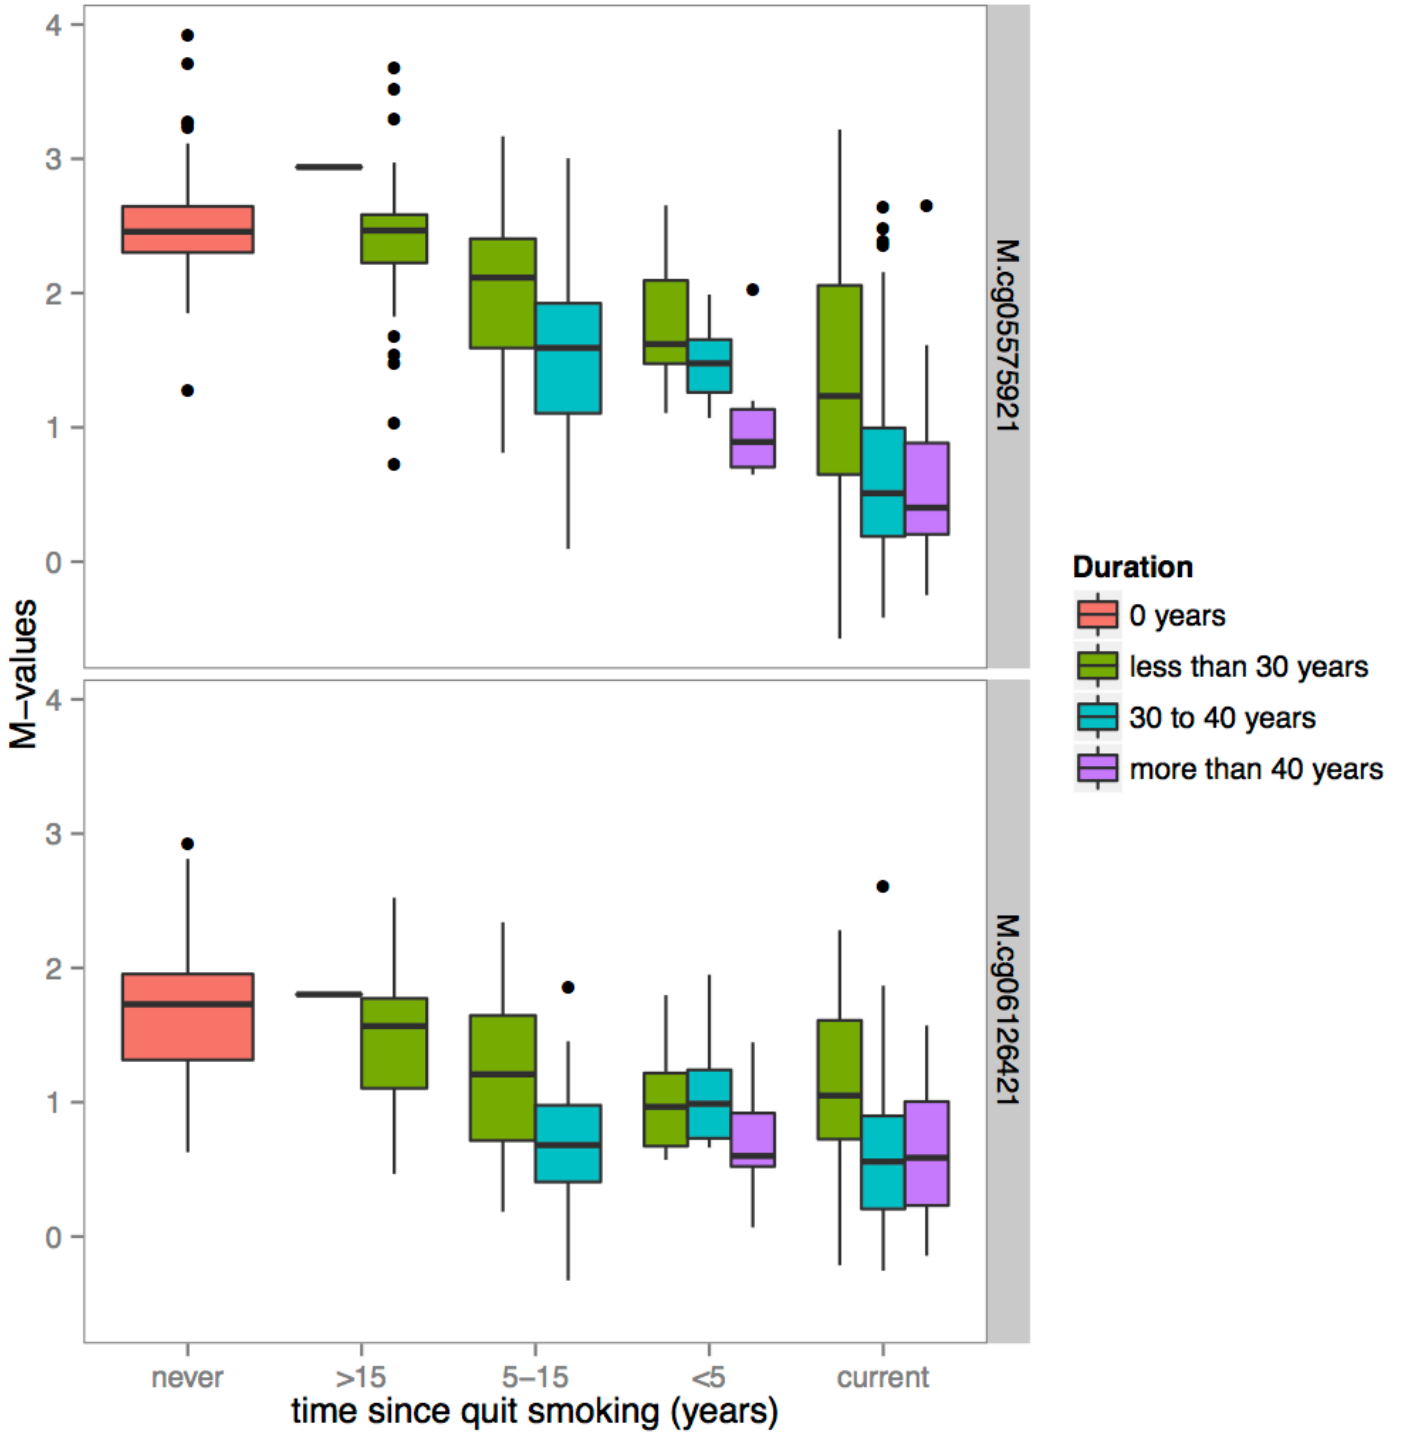 4
3
2
1
0
M.cg05575921
M-values
4
3
2
1
0
M.cg06126421
never
>15
5-15
<5
current
time since quit smoking (years)
Duration
0 years
less than 30 years
30 to 40 years
more than 40 years